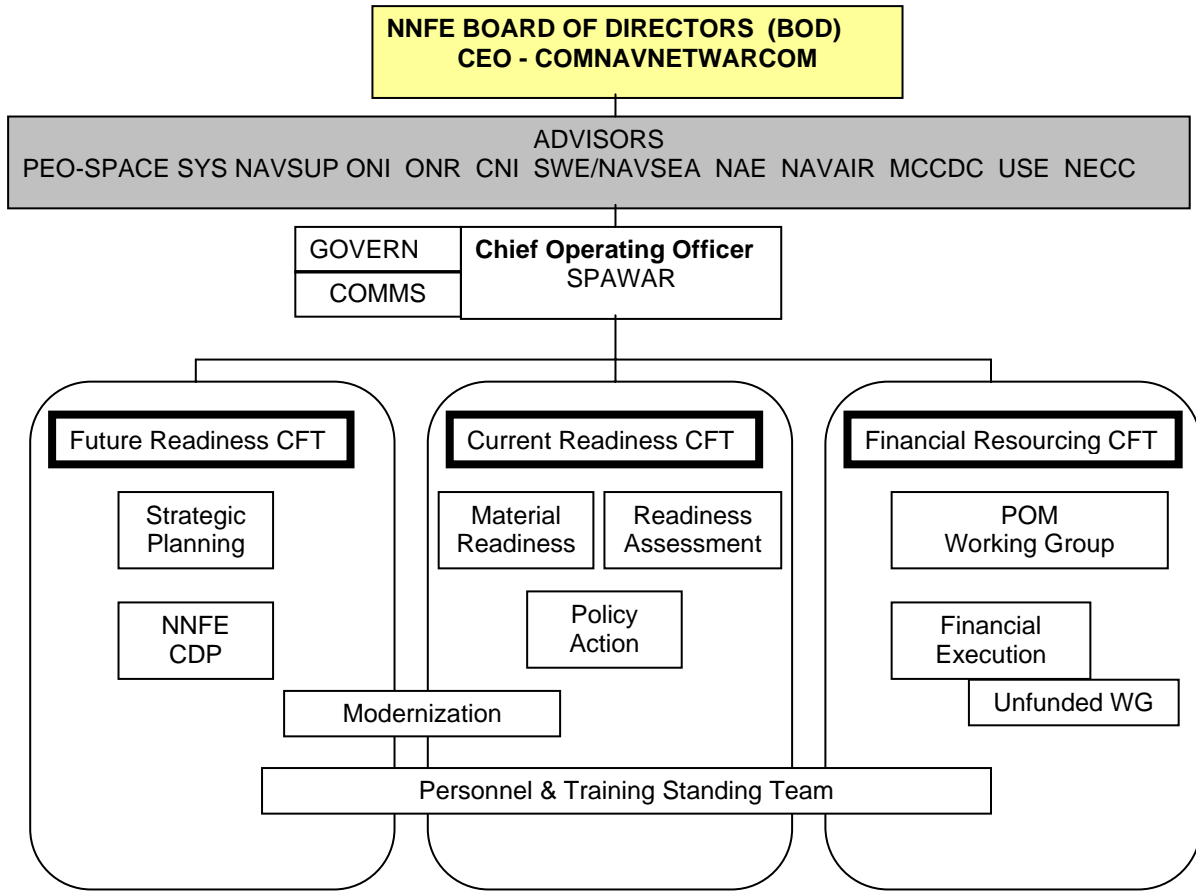 NNFE BOARD OF DIRECTORS (BOD)
CEO - COMNAVNETWARCOM
ADVISORS
PEO-SPACE SYS NAVSUP ONI ONR CNI SWE/NAVSEA NAE NAVAIR MCCDC USE NECC
GOVERN
COMMS
Chief Operating Officer
SPAWAR
Future Readiness CFT
Strategic
Planning
NNFE
CDP
Current Readiness CFT
Material
Readiness
Readiness
Assessment
Policy
Action
Financial Resourcing CFT
POM
Working Group
Financial
Execution
Unfunded WG
Modernization
Personnel & Training Standing Team